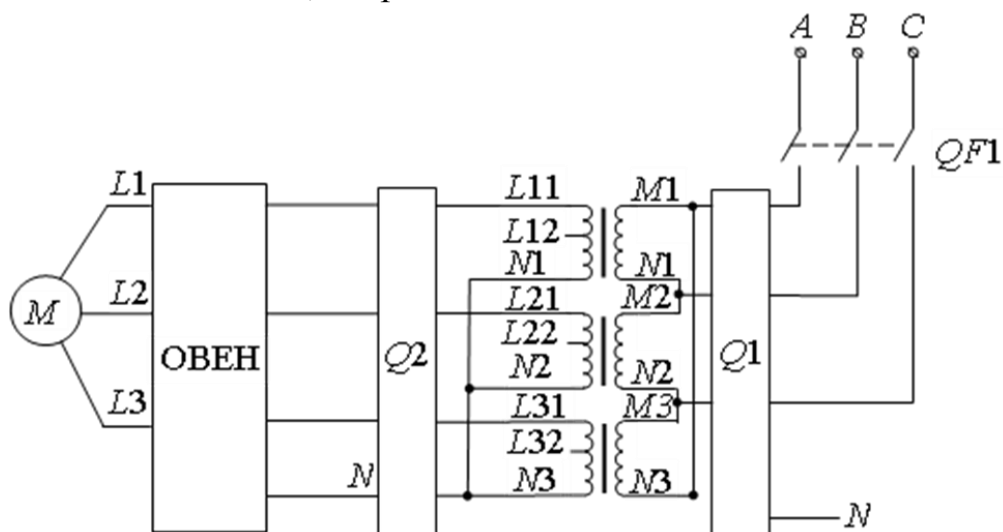 A B C
QF1
L1 L11 M1
L12
N1 N1
L2 L21 M2
M L22
ОВЕН Q2 Q1
N2 N2
L3 L31 M3
L32
N N3 N3
N